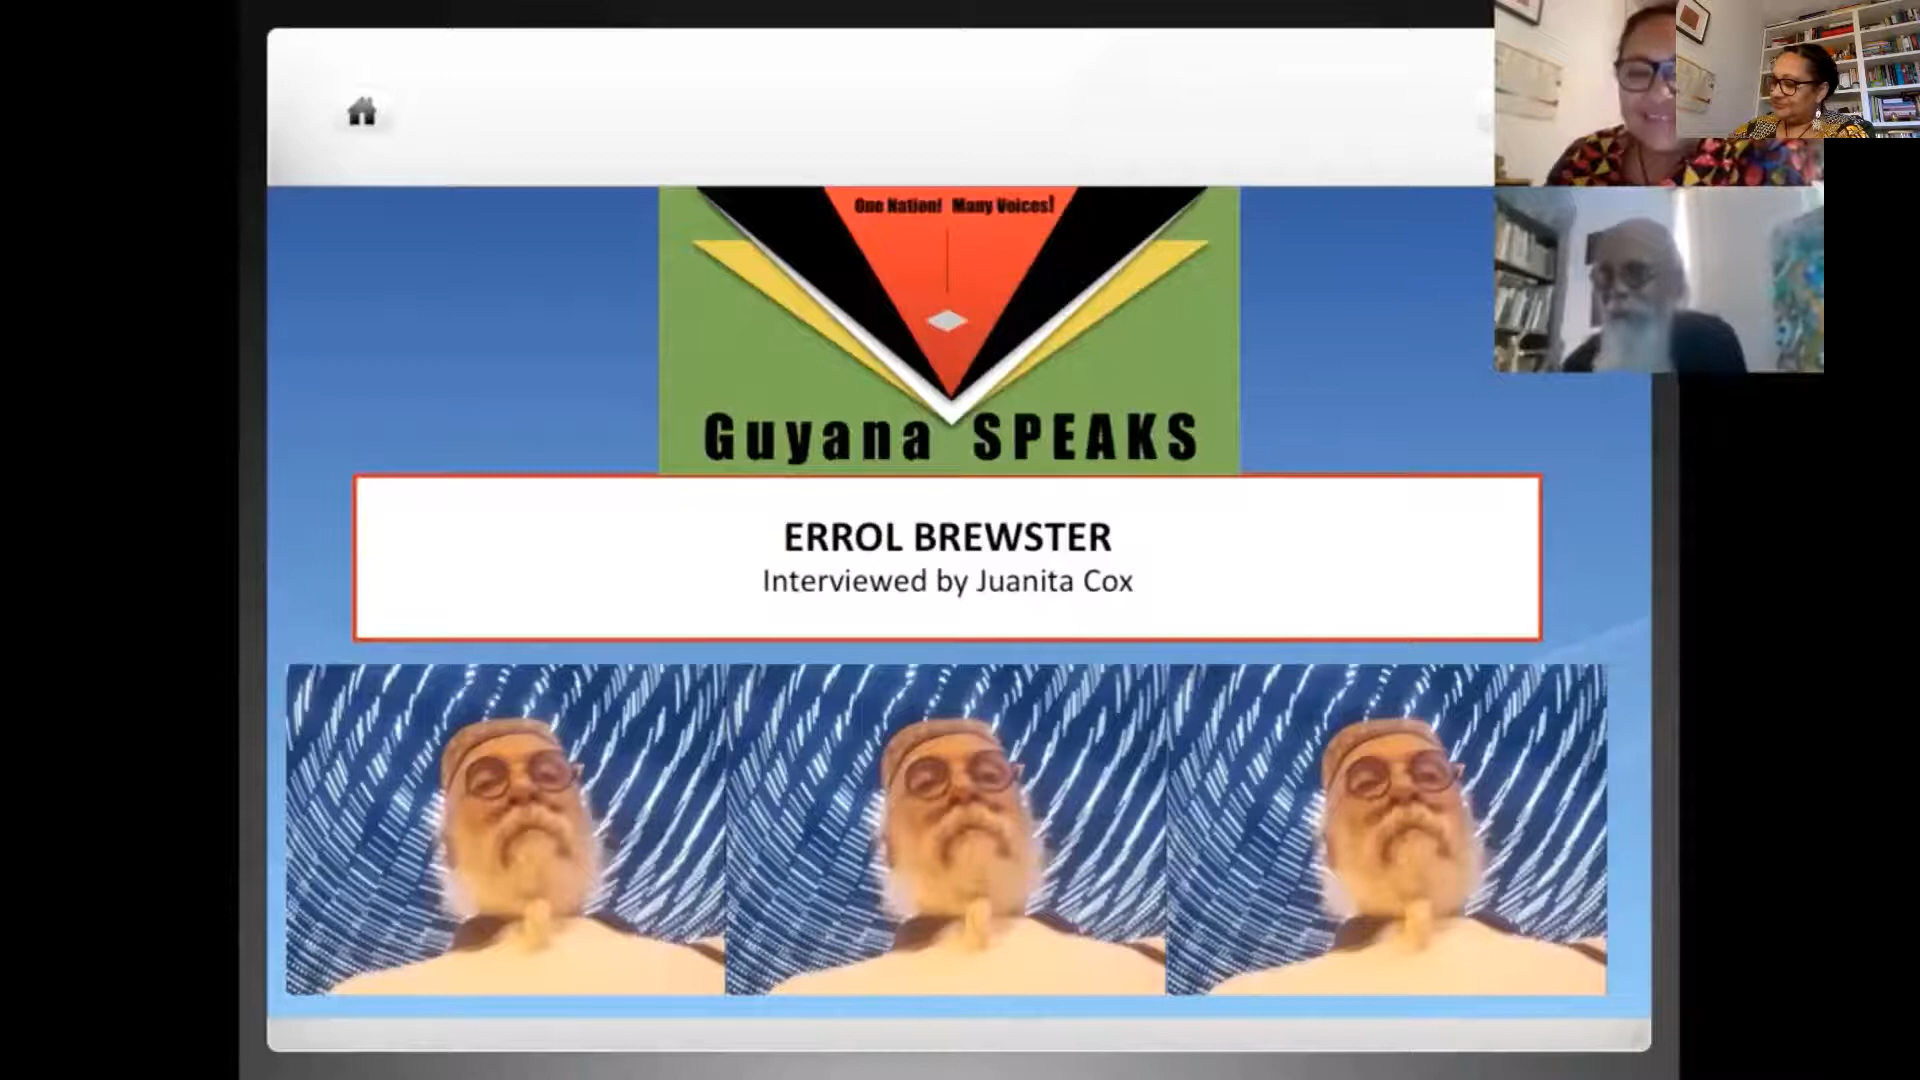 One Nation! Many Voices!
Guyana SPEAKS
ERROL BREWSTER
Interviewed by Juanita Cox